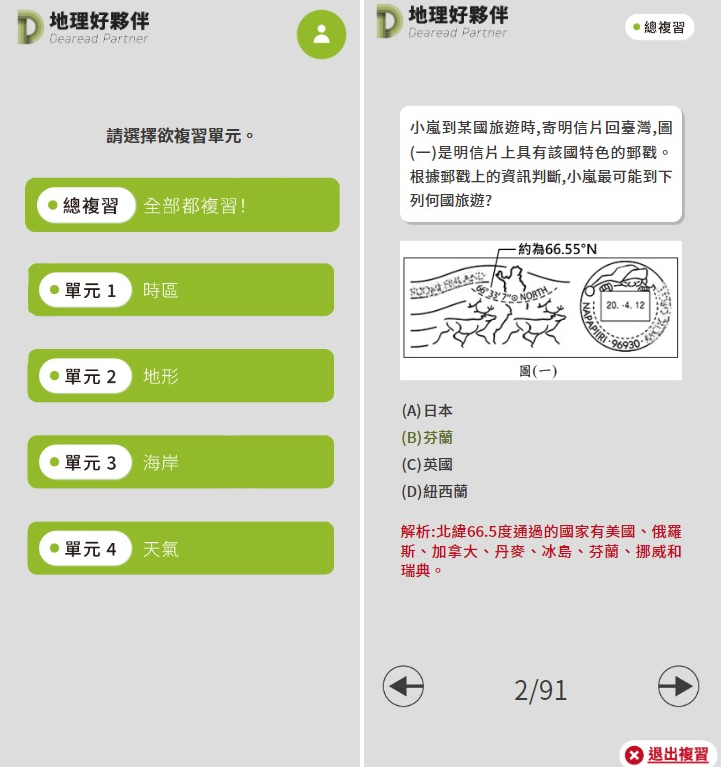 地理好夥伴
Dearead Partner
請選擇欲複習單元。
總複習 全部都複習!
單元 1 時區
單元 2 地形
單元 3 海岸
單元 4 天氣
地理好夥伴
Dearead Partner
總複習
小嵐到某國旅遊時,寄明信片回臺灣,圖
(一)是明信片上具有該國特色的郵戳。
根據郵戳上的資訊判斷,小嵐最可能到下
列何國旅遊?
約為66.55°N
66°33'7"⊙ NORTH
20. -4. 12
NAPAPIIRI · 96930 ·
圖(一)
(A)日本
(B)芬蘭
(C)英國
(D)紐西蘭
解析:北緯66.5度通過的國家有美國、俄羅
斯、加拿大、丹麥、冰島、芬蘭、挪威和
瑞典。
2/91
退出複習